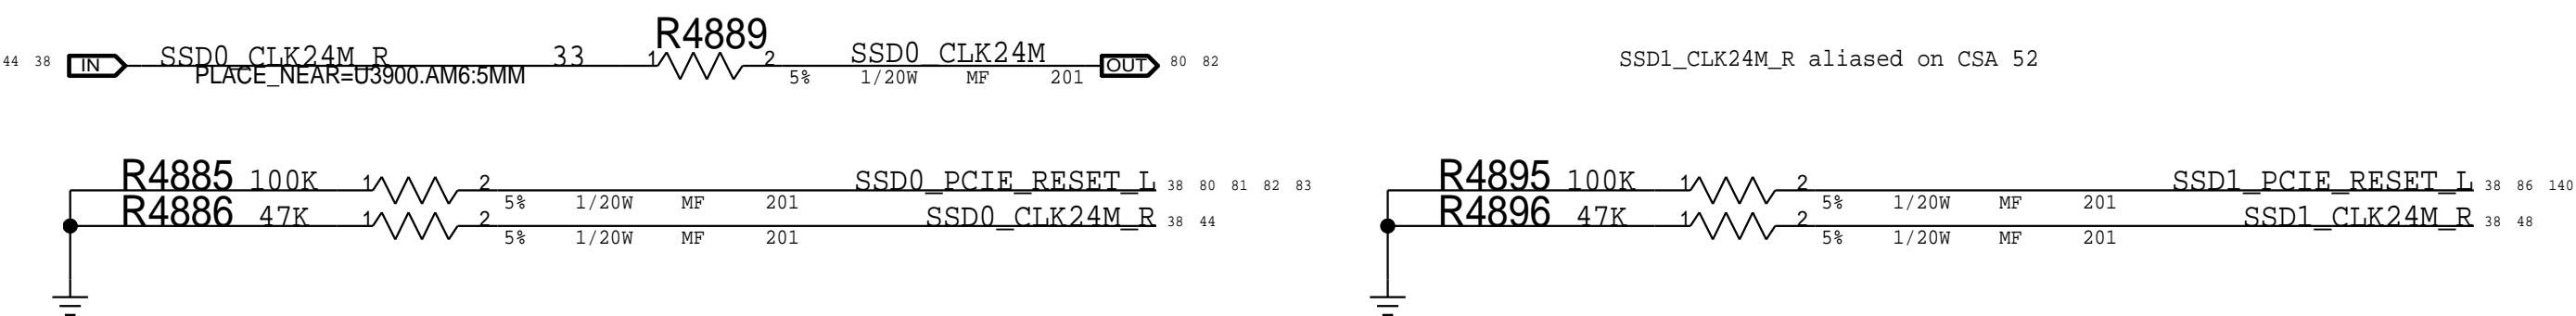 44 38 IN SSD0_CLK24M_R 33 1 R4889 2 SSD0_CLK24M OUT 80 82
PLACE_NEAR=U3900.AM6:5MM 5% 1/20W MF 201
SSD1_CLK24M_R aliased on CSA 52
R4885 100K 1 2 SSD0_PCIE_RESET_L 38 80 81 82 83
5% 1/20W MF 201
R4886 47K 1 2 SSD0_CLK24M_R 38 44
5% 1/20W MF 201
R4895 100K 1 2 SSD1_PCIE_RESET_L 38 86 140
5% 1/20W MF 201
R4896 47K 1 2 SSD1_CLK24M_R 38 48
5% 1/20W MF 201